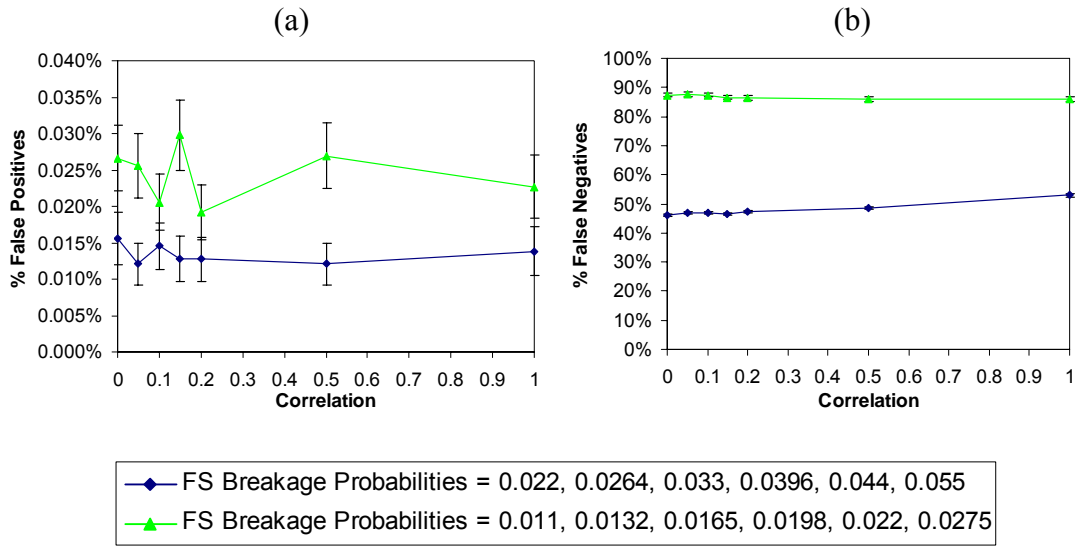 (a)
0.040%
0.035%
0.030%
0.025%
0.020%
0.015%
0.010%
0.005%
0.000%
% False Positives
0 0.1 0.2 0.3 0.4 0.5 0.6 0.7 0.8 0.9 1
Correlation
(b)
100%
90%
80%
70%
60%
50%
40%
30%
20%
10%
0%
% False Negatives
0 0.1 0.2 0.3 0.4 0.5 0.6 0.7 0.8 0.9 1
Correlation
FS Breakage Probabilities = 0.022, 0.0264, 0.033, 0.0396, 0.044, 0.055
FS Breakage Probabilities = 0.011, 0.0132, 0.0165, 0.0198, 0.022, 0.0275